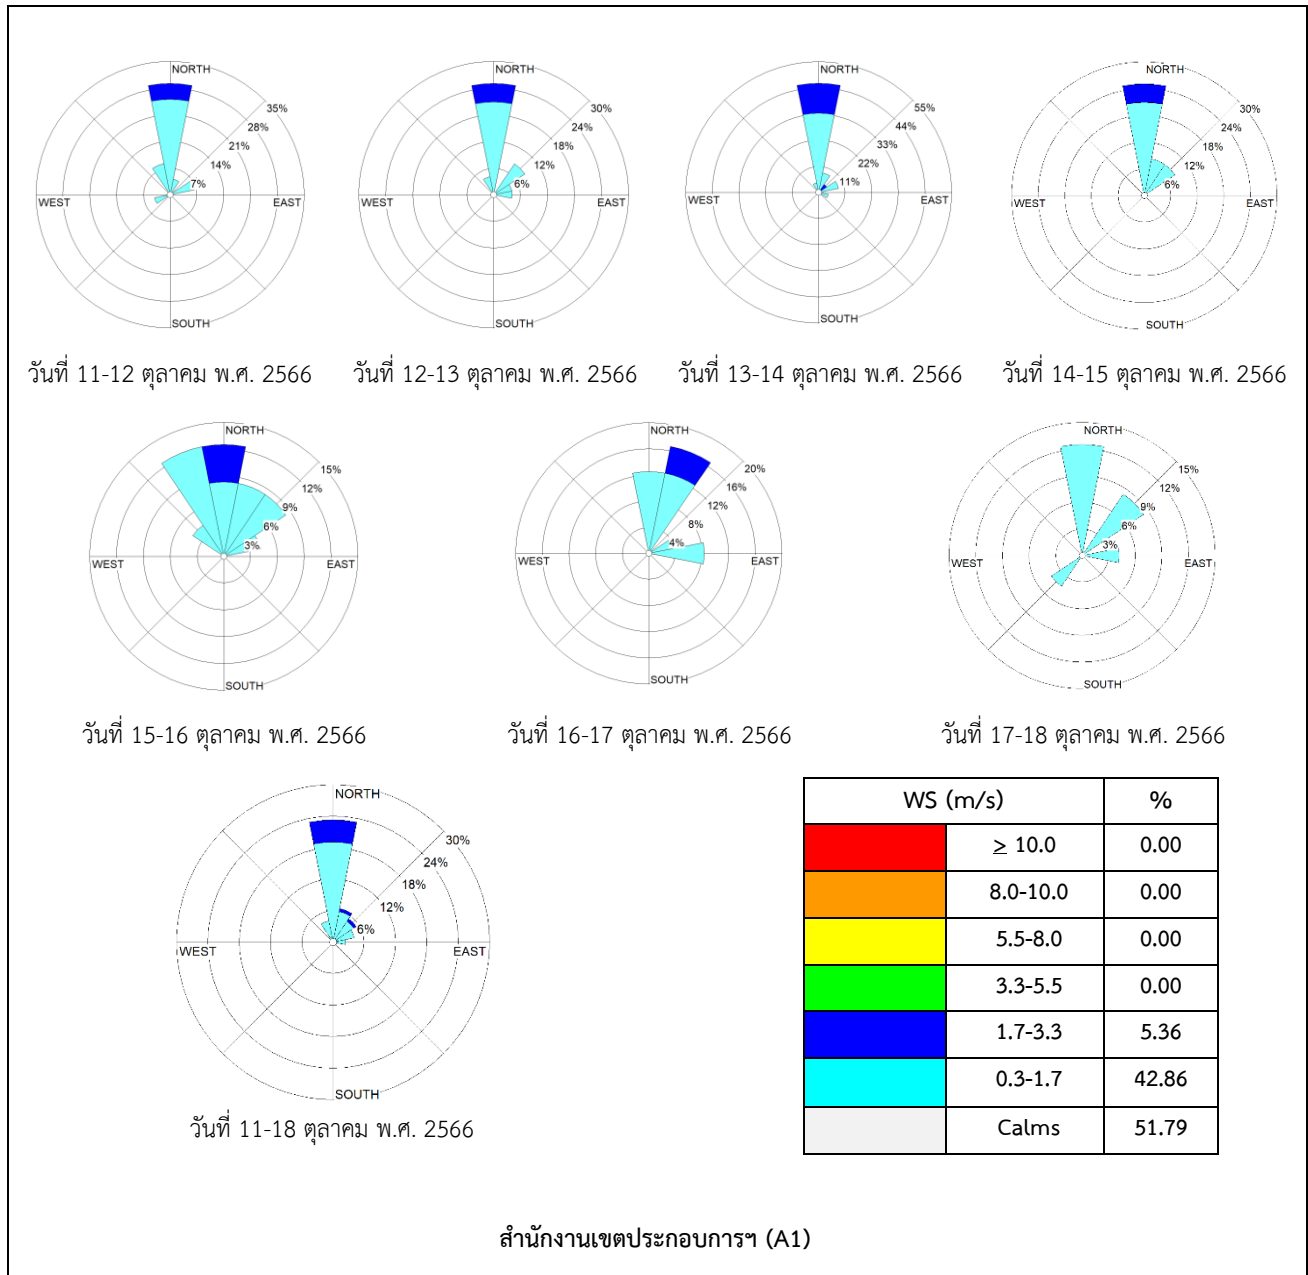 NORTH
35%
28%
21%
14%
7%
WEST
EAST
SOUTH
วันที่ 11-12 ตุลาคม พ.ศ. 2566
NORTH
30%
24%
18%
12%
6%
WEST
EAST
SOUTH
วันที่ 12-13 ตุลาคม พ.ศ. 2566
NORTH
55%
44%
33%
22%
11%
WEST
EAST
SOUTH
วันที่ 13-14 ตุลาคม พ.ศ. 2566
NORTH
30%
24%
18%
12%
6%
WEST
EAST
SOUTH
วันที่ 14-15 ตุลาคม พ.ศ. 2566
NORTH
15%
12%
9%
6%
3%
WEST
EAST
SOUTH
วันที่ 15-16 ตุลาคม พ.ศ. 2566
NORTH
20%
16%
12%
8%
4%
WEST
EAST
SOUTH
วันที่ 16-17 ตุลาคม พ.ศ. 2566
NORTH
15%
12%
9%
6%
3%
WEST
EAST
SOUTH
วันที่ 17-18 ตุลาคม พ.ศ. 2566
NORTH
30%
24%
18%
12%
6%
WEST
EAST
SOUTH
วันที่ 11-18 ตุลาคม พ.ศ. 2566
WS (m/s) %
≥ 10.0 0.00
8.0-10.0 0.00
5.5-8.0 0.00
3.3-5.5 0.00
1.7-3.3 5.36
0.3-1.7 42.86
Calms 51.79
สำนักงานเขตประกอบการฯ (A1)